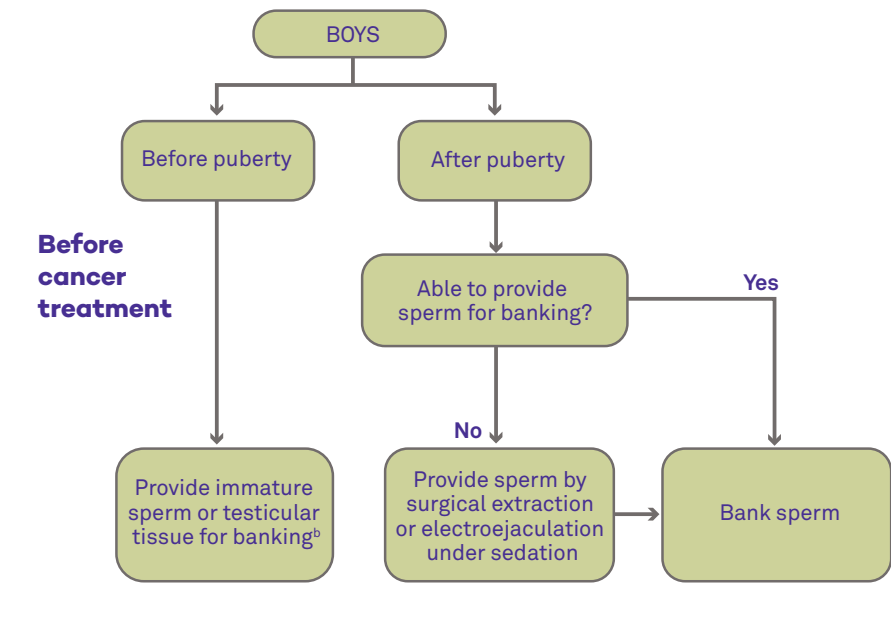 BOYS
Before puberty
After puberty
Before
cancer
treatment
Able to provide
sperm for banking?
Yes
No
Provide immature
sperm or testicular
tissue for bankingᵇ
Provide sperm by
surgical extraction
or electroejaculation
under sedation
Bank sperm